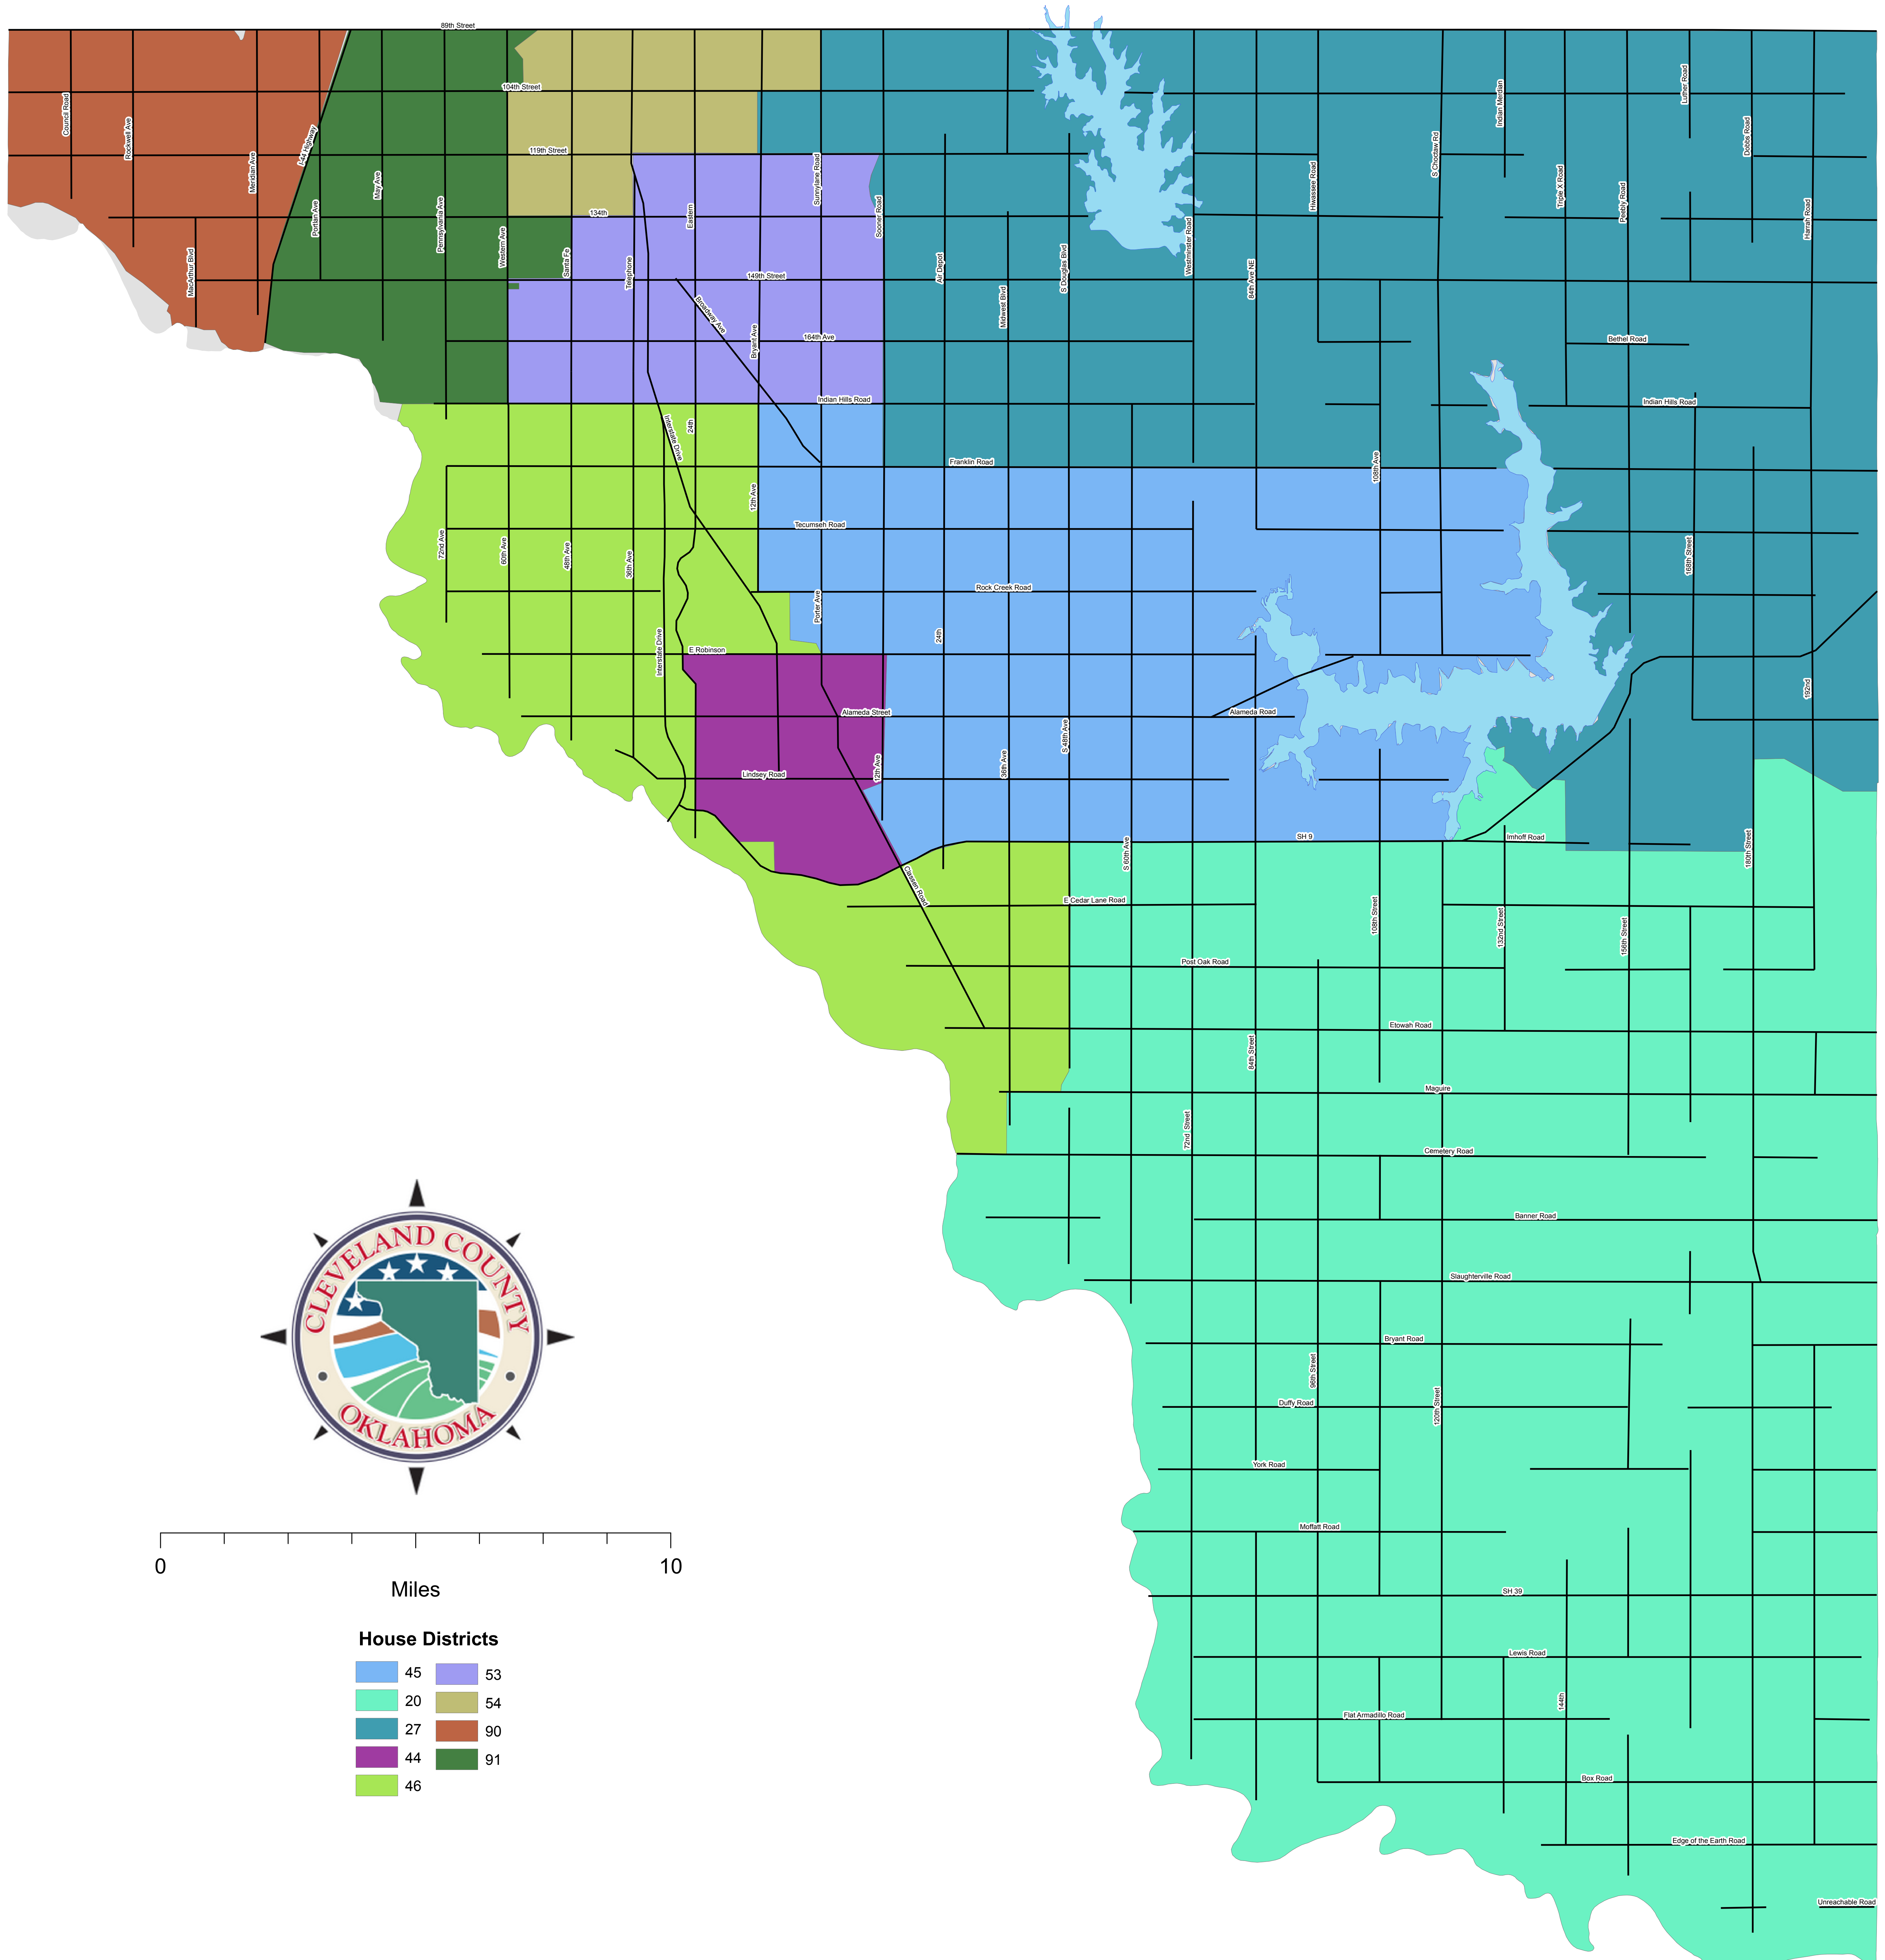 89th Street
104th Street
119th Street
134th
149th Street
164th Ave
Council Road
Rockwell Ave
MacArthur Blvd
Meridian Ave
I-44 Highway
Portlan Ave
May Ave
Pennsylvania Ave
Western Ave
Santa Fe
Telephone
Eastern
Broadway Ave
Bryant Ave
Sunnylane Road
Sooner Road
Air Depot
Midwest Blvd
S Douglas Blvd
Westminster Road
84th Ave NE
Hiwassee Road
S Choctaw Rd
Indian Merdian
Triple X Road
Peebly Road
Luther Road
Dobbs Road
Harrah Road
Bethel Road
Indian Hills Road
Indian Hills Road
Interstate Drive
24th
Franklin Road
108th Ave
12th Ave
Tecumseh Road
72nd Ave
60th Ave
48th Ave
36th Ave
168th Street
Rock Creek Road
Porter Ave
24th
Interstate Drive
E Robinson
192nd
Alameda Street
Alameda Road
S 48th Ave
36th Ave
12th Ave
Lindsey Road
SH 9
Imhoff Road
S 60th Ave
180th Street
Classen Road
E Cedar Lane Road
108th Street
132nd Street
156th Street
Post Oak Road
Etowah Road
84th Street
Maguire
72nd Street
Cemetery Road
Banner Road
Slaughterville Road
Bryant Road
96th Street
Duffy Road
120th Street
York Road
Moffatt Road
SH 39
Lewis Road
144th
Flat Armadillo Road
Box Road
Edge of the Earth Road
Unreachable Road
CLEVELAND COUNTY
OKLAHOMA
0 10
Miles
House Districts
45 53
20 54
27 90
44 91
46